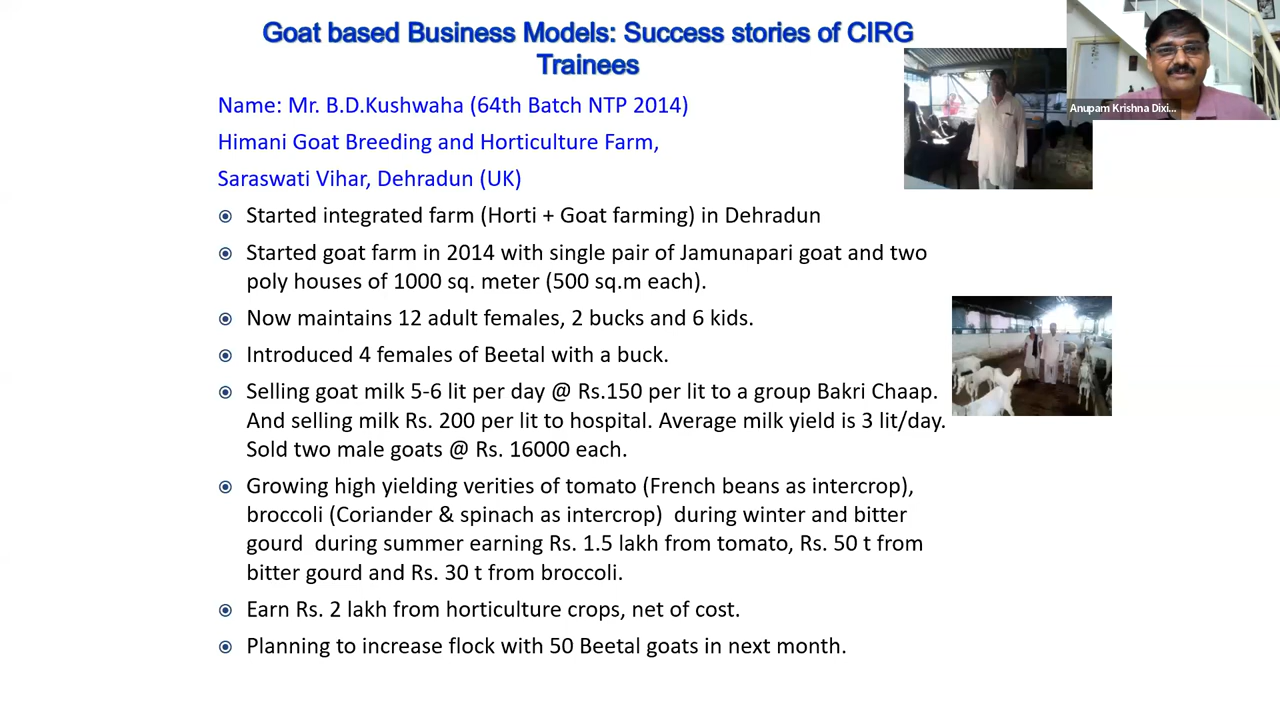 Goat based Business Models: Success stories of CIRG
Trainees
Anupam Krishna Dixi...
Name: Mr. B.D.Kushwaha (64th Batch NTP 2014)
Himani Goat Breeding and Horticulture Farm,
Saraswati Vihar, Dehradun (UK)
Started integrated farm (Horti + Goat farming) in Dehradun
Started goat farm in 2014 with single pair of Jamunapari goat and two
poly houses of 1000 sq. meter (500 sq.m each).
Now maintains 12 adult females, 2 bucks and 6 kids.
Introduced 4 females of Beetal with a buck.
Selling goat milk 5-6 lit per day @ Rs.150 per lit to a group Bakri Chaap.
And selling milk Rs. 200 per lit to hospital. Average milk yield is 3 lit/day.
Sold two male goats @ Rs. 16000 each.
Growing high yielding verities of tomato (French beans as intercrop),
broccoli (Coriander & spinach as intercrop)  during winter and bitter
gourd  during summer earning Rs. 1.5 lakh from tomato, Rs. 50 t from
bitter gourd and Rs. 30 t from broccoli.
Earn Rs. 2 lakh from horticulture crops, net of cost.
Planning to increase flock with 50 Beetal goats in next month.